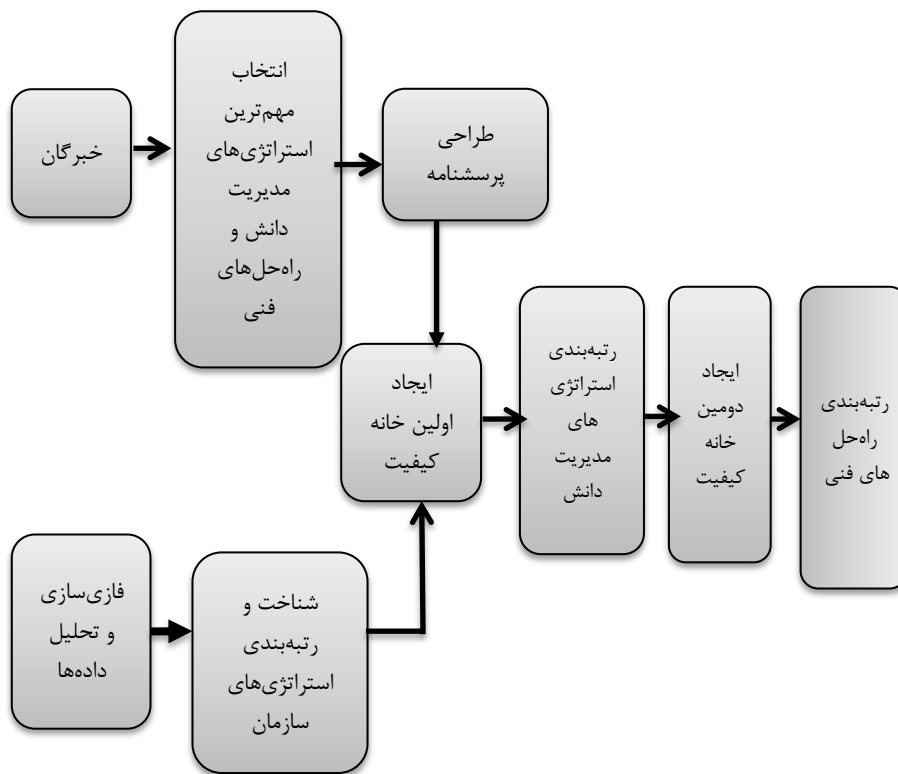 خبرگان
انتخاب
مهم‌ترین
استراتژی‌های
مدیریت
دانش و
راه‌حل‌های
فنی
طراحی
پرسشنامه
ایجاد
اولین خانه
کیفیت
رتبه‌بندی
استراتژی
های
مدیریت
دانش
ایجاد
دومین
خانه
کیفیت
رتبه‌بندی
راه‌حل
های فنی
فازی‌سازی
و تحلیل
داده‌ها
شناخت و
رتبه‌بندی
استراتژی‌های
سازمان